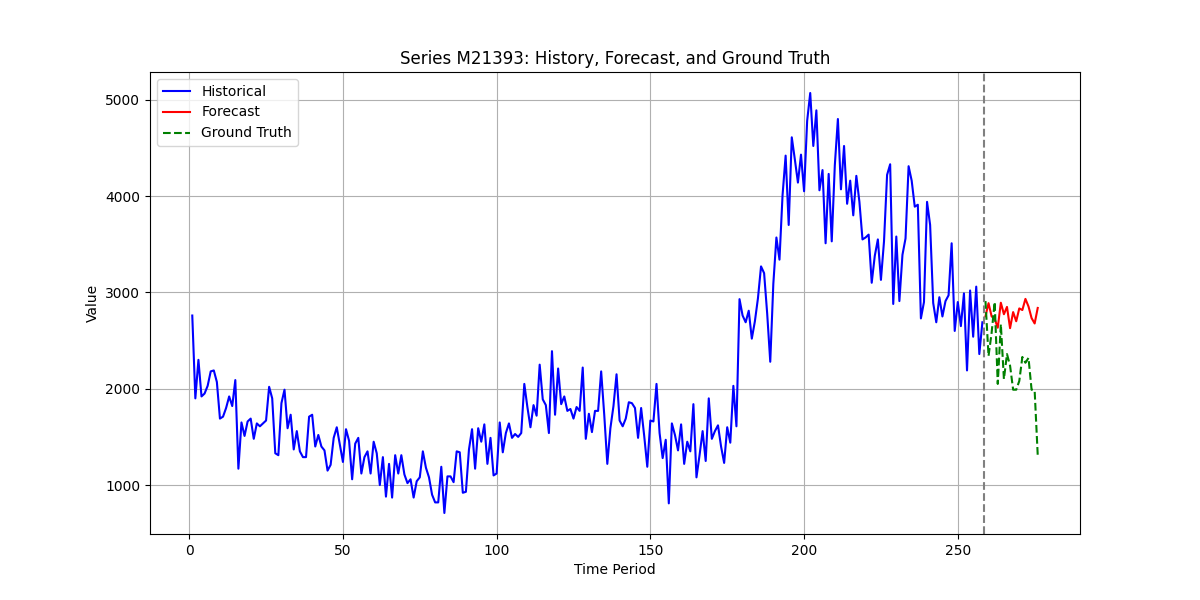 Series M21393: History, Forecast, and Ground Truth
Historical
Forecast
Ground Truth
5000
4000
3000
2000
1000
Value
0 50 100 150 200 250
Time Period